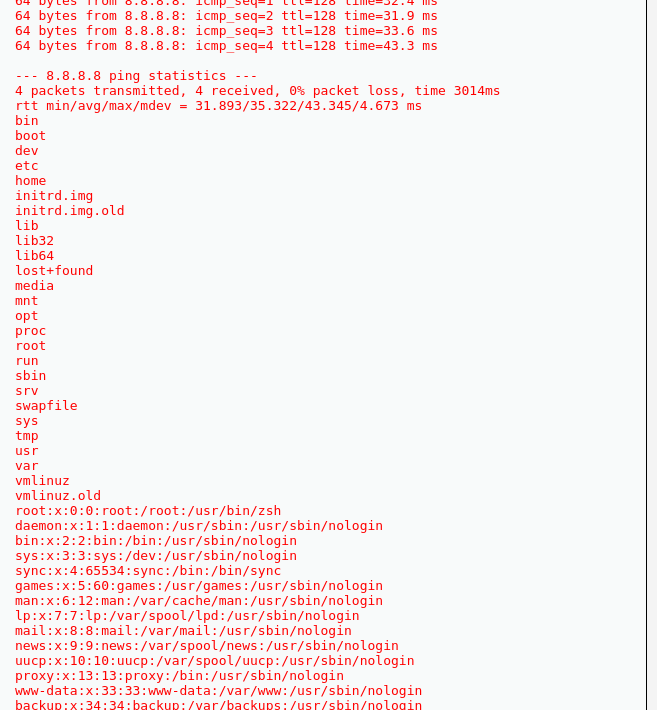 64 bytes from 8.8.8.8: icmp_seq=1 ttl=128 time=32.4 ms
64 bytes from 8.8.8.8: icmp_seq=2 ttl=128 time=31.9 ms
64 bytes from 8.8.8.8: icmp_seq=3 ttl=128 time=33.6 ms
64 bytes from 8.8.8.8: icmp_seq=4 ttl=128 time=43.3 ms
--- 8.8.8.8 ping statistics ---
4 packets transmitted, 4 received, 0% packet loss, time 3014ms
rtt min/avg/max/mdev = 31.893/35.322/43.345/4.673 ms
bin
boot
dev
etc
home
initrd.img
initrd.img.old
lib
lib32
lib64
lost+found
media
mnt
opt
proc
root
run
sbin
srv
swapfile
sys
tmp
usr
var
vmlinuz
vmlinuz.old
root:x:0:0:root:/root:/usr/bin/zsh
daemon:x:1:1:daemon:/usr/sbin:/usr/sbin/nologin
bin:x:2:2:bin:/bin:/usr/sbin/nologin
sys:x:3:3:sys:/dev:/usr/sbin/nologin
sync:x:4:65534:sync:/bin:/bin/sync
games:x:5:60:games:/usr/games:/usr/sbin/nologin
man:x:6:12:man:/var/cache/man:/usr/sbin/nologin
lp:x:7:7:lp:/var/spool/lpd:/usr/sbin/nologin
mail:x:8:8:mail:/var/mail:/usr/sbin/nologin
news:x:9:9:news:/var/spool/news:/usr/sbin/nologin
uucp:x:10:10:uucp:/var/spool/uucp:/usr/sbin/nologin
proxy:x:13:13:proxy:/bin:/usr/sbin/nologin
www-data:x:33:33:www-data:/var/www:/usr/sbin/nologin
backup:x:34:34:backup:/var/backups:/usr/sbin/nologin